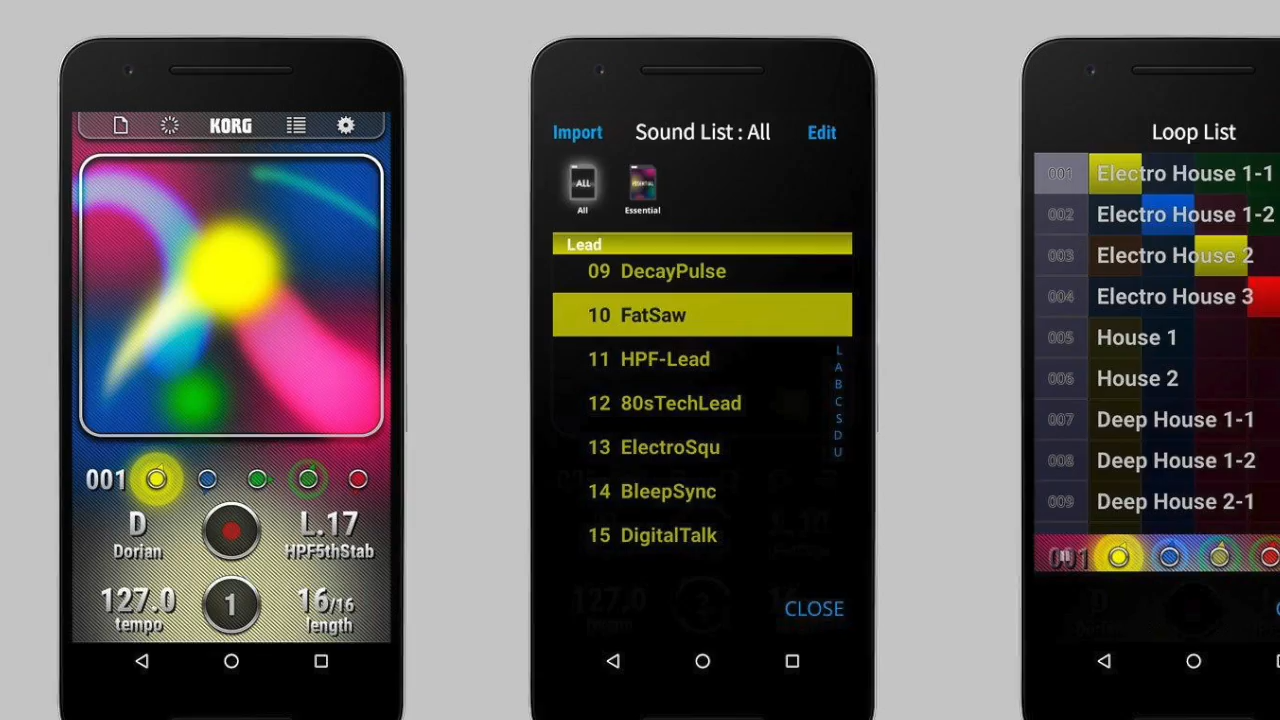 KORG
001
D
Dorian
L.17
HPF5thStab
127.0
tempo
1
16/16
length
Import
Sound List : All
Edit
ALL
All
ESSENTIAL
Essential
Lead
09 DecayPulse
10 FatSaw
11 HPF-Lead
12 80sTechLead
13 ElectroSqu
14 BleepSync
15 DigitalTalk
L
A
B
C
S
D
U
CLOSE
Loop List
001 Electro House 1-1
002 Electro House 1-2
003 Electro House 2
004 Electro House 3
005 House 1
006 House 2
007 Deep House 1-1
008 Deep House 1-2
009 Deep House 2-1
001